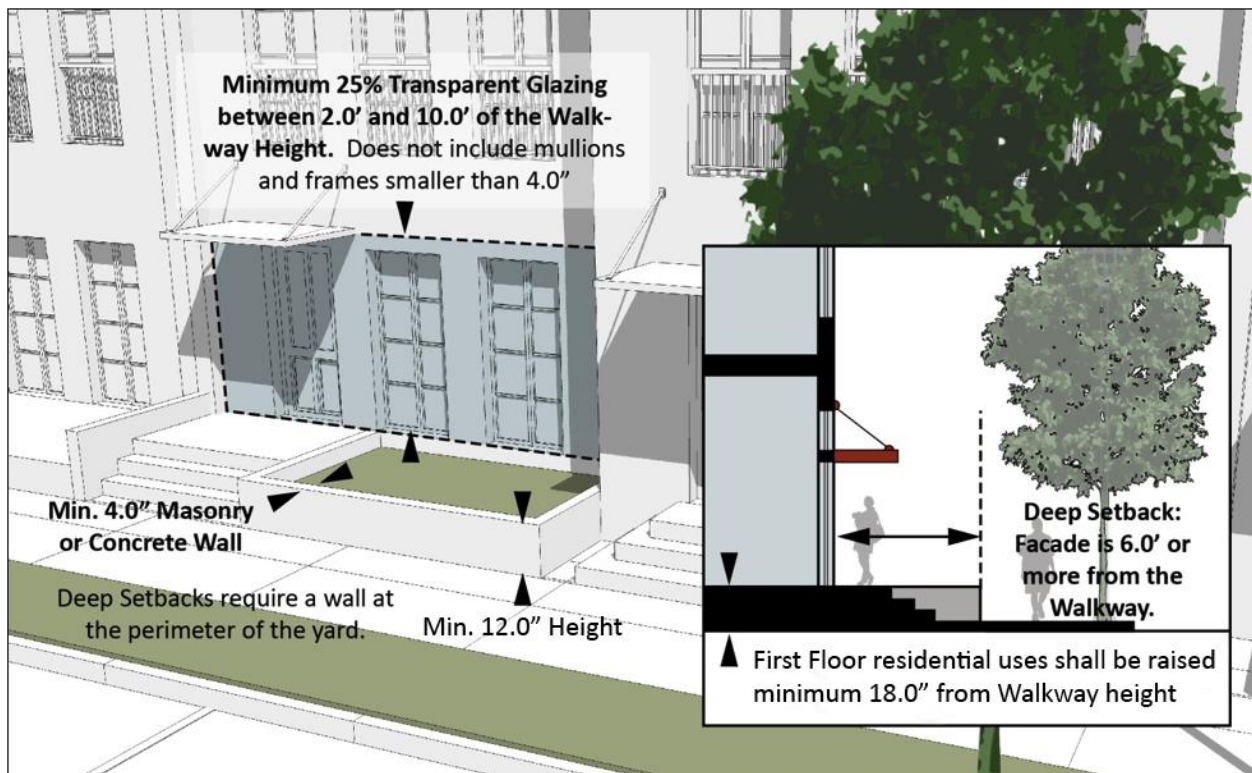 Minimum 25% Transparent Glazing
between 2.0’ and 10.0’ of the Walk-
way Height. Does not include mullions
and frames smaller than 4.0”
Min. 4.0” Masonry
or Concrete Wall
Deep Setbacks require a wall at
the perimeter of the yard.
Min. 12.0” Height
Deep Setback:
Facade is 6.0’ or
more from the
Walkway.
First Floor residential uses shall be raised
minimum 18.0” from Walkway height